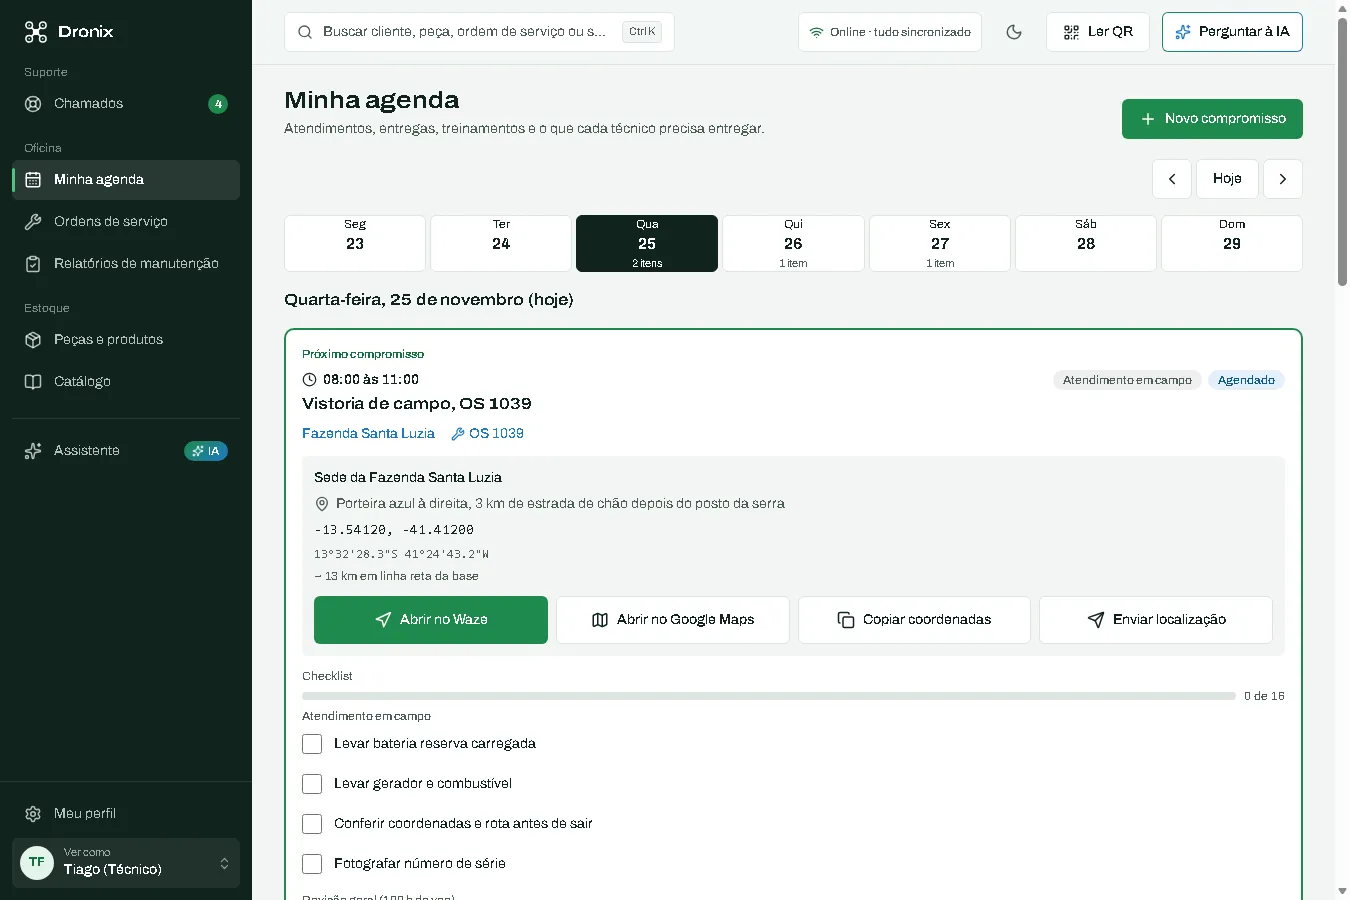 Dronix
Suporte
Chamados 4
Oficina
Minha agenda
Ordens de serviço
Relatórios de manutenção
Estoque
Peças e produtos
Catálogo
Assistente IA
Meu perfil
TF
Ver como
Tiago (Técnico)
Buscar cliente, peça, ordem de serviço ou s... Ctrl K
Online · tudo sincronizado
Ler QR
Perguntar à IA
Minha agenda
Atendimentos, entregas, treinamentos e o que cada técnico precisa entregar.
Novo compromisso
Hoje
Seg
23
Ter
24
Qua
25
2 itens
Qui
26
1 item
Sex
27
1 item
Sáb
28
Dom
29
Quarta-feira, 25 de novembro (hoje)
Próximo compromisso
08:00 às 11:00
Atendimento em campo Agendado
Vistoria de campo, OS 1039
Fazenda Santa Luzia OS 1039
Sede da Fazenda Santa Luzia
Porteira azul à direita, 3 km de estrada de chão depois do posto da serra
-13.54120, -41.41200
13°32'28.3"S 41°24'43.2"W
~ 13 km em linha reta da base
Abrir no Waze
Abrir no Google Maps
Copiar coordenadas
Enviar localização
Checklist
0 de 16
Atendimento em campo
Levar bateria reserva carregada
Levar gerador e combustível
Conferir coordenadas e rota antes de sair
Fotografar número de série
Revisão geral (100 h de voo)